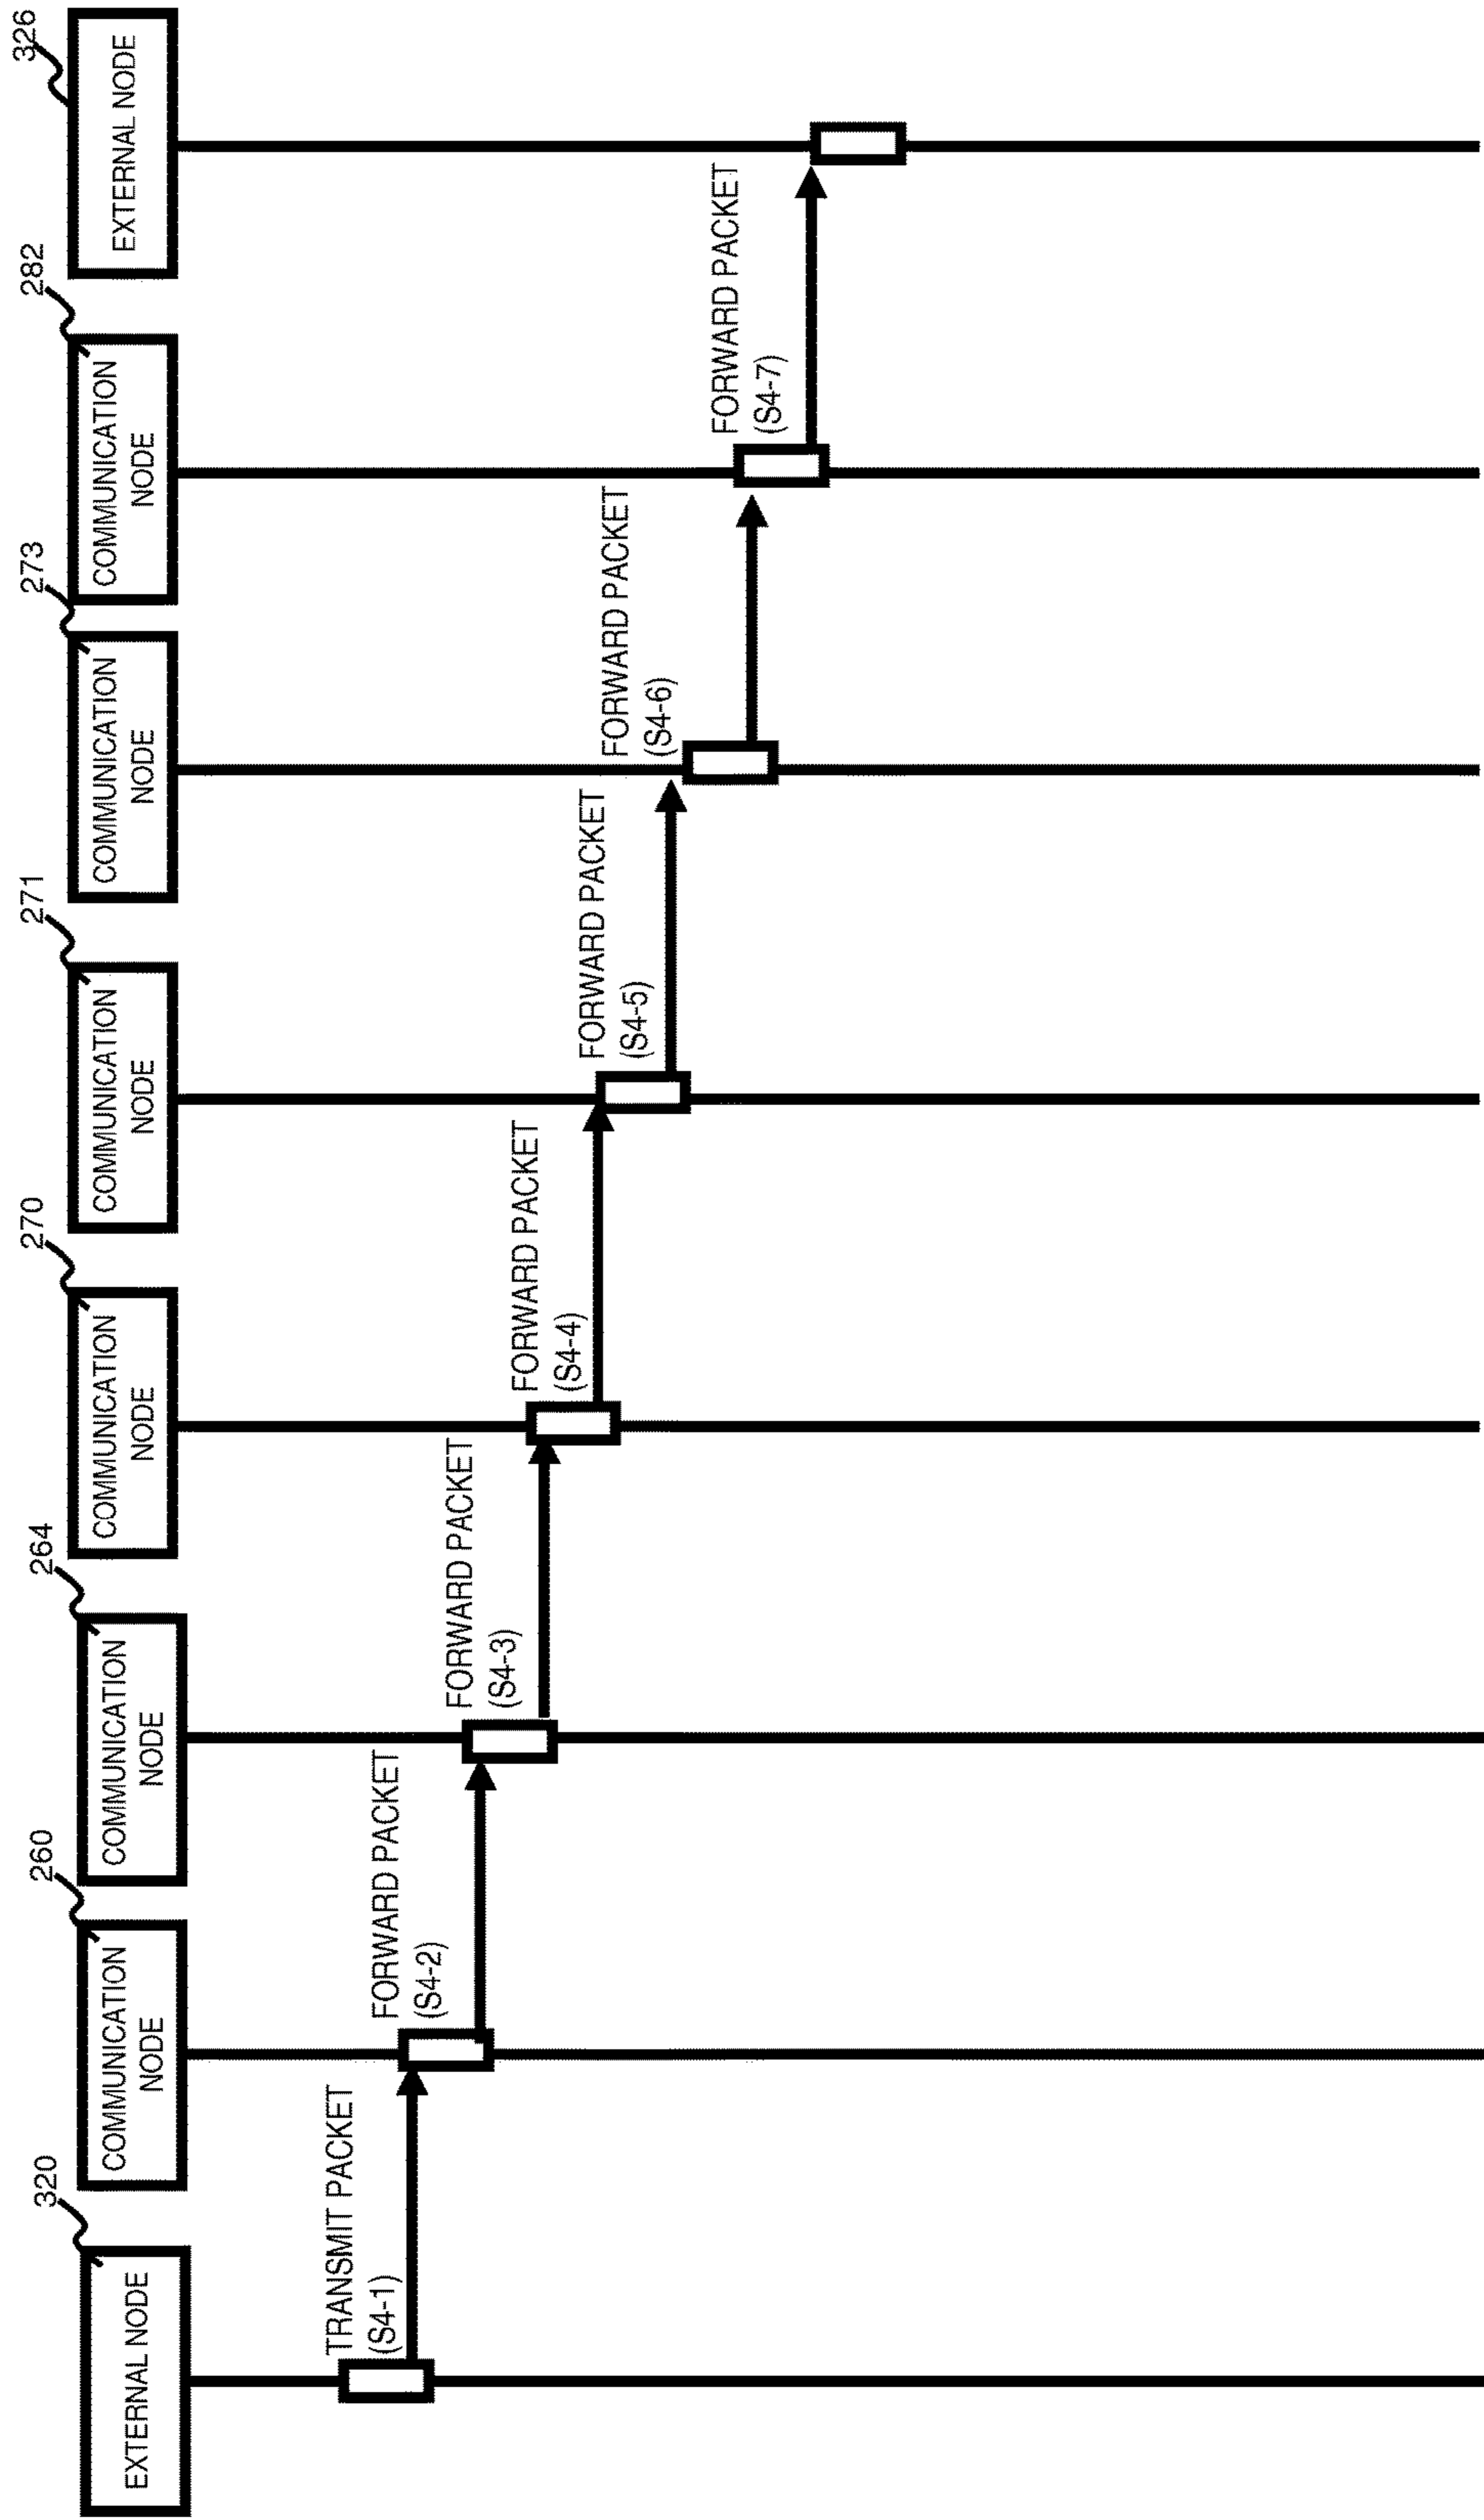 320
EXTERNAL NODE
260
COMMUNICATION
NODE
264
COMMUNICATION
NODE
270
COMMUNICATION
NODE
271
COMMUNICATION
NODE
273
COMMUNICATION
NODE
282
COMMUNICATION
NODE
326
EXTERNAL NODE
TRANSMIT PACKET
(S4-1)
FORWARD PACKET
(S4-2)
FORWARD PACKET
(S4-3)
FORWARD PACKET
(S4-4)
FORWARD PACKET
(S4-5)
FORWARD PACKET
(S4-6)
FORWARD PACKET
(S4-7)